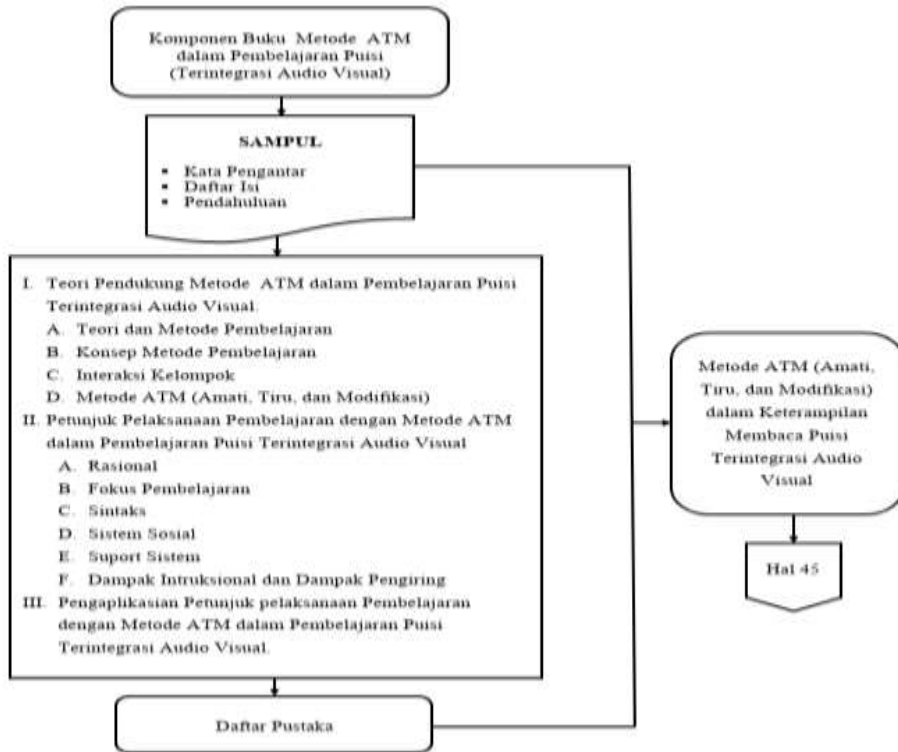 Komponen Buku Metode ATM
dalam Pembelajaran Puisi
(Terintegrasi Audio Visual)
SAMPUL
▪ Kata Pengantar
▪ Daftar Isi
▪ Pendahuluan
I. Teori Pendukung Metode ATM dalam Pembelajaran Puisi
Terintegrasi Audio Visual.
A. Teori dan Metode Pembelajaran
B. Konsep Metode Pembelajaran
C. Interaksi Kelompok
D. Metode ATM (Amati, Tiru, dan Modifikasi)
II. Petunjuk Pelaksanaan Pembelajaran dengan Metode ATM
dalam Pembelajaran Puisi Terintegrasi Audio Visual
A. Rasional
B. Fokus Pembelajaran
C. Sintaks
D. Sistem Sosial
E. Suport Sistem
F. Dampak Intruksional dan Dampak Pengiring
III. Pengaplikasian Petunjuk pelaksanaan Pembelajaran
dengan Metode ATM dalam Pembelajaran Puisi
Terintegrasi Audio Visual.
Daftar Pustaka
Metode ATM (Amati,
Tiru, dan Modifikasi)
dalam Keterampilan
Membaca Puisi
Terintegrasi Audio
Visual
Hal 45